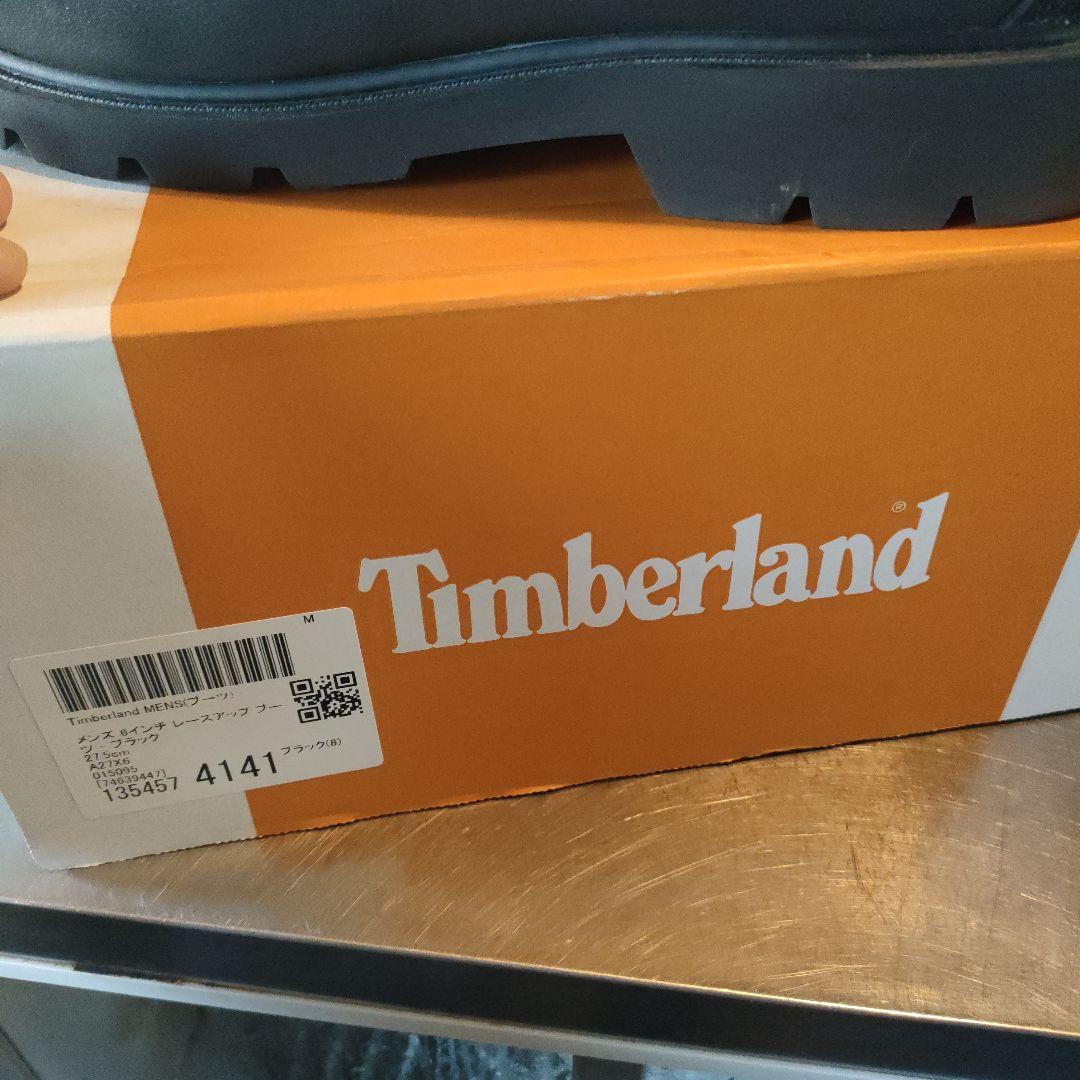 Timberland®
M
Timberland MENS(ブーツ)
メンズ 6インチ レースアップ ブー
ツ - ブラック
27.5cm
A27X6
015095
[74639447]
ブラック(8)
135457 4141